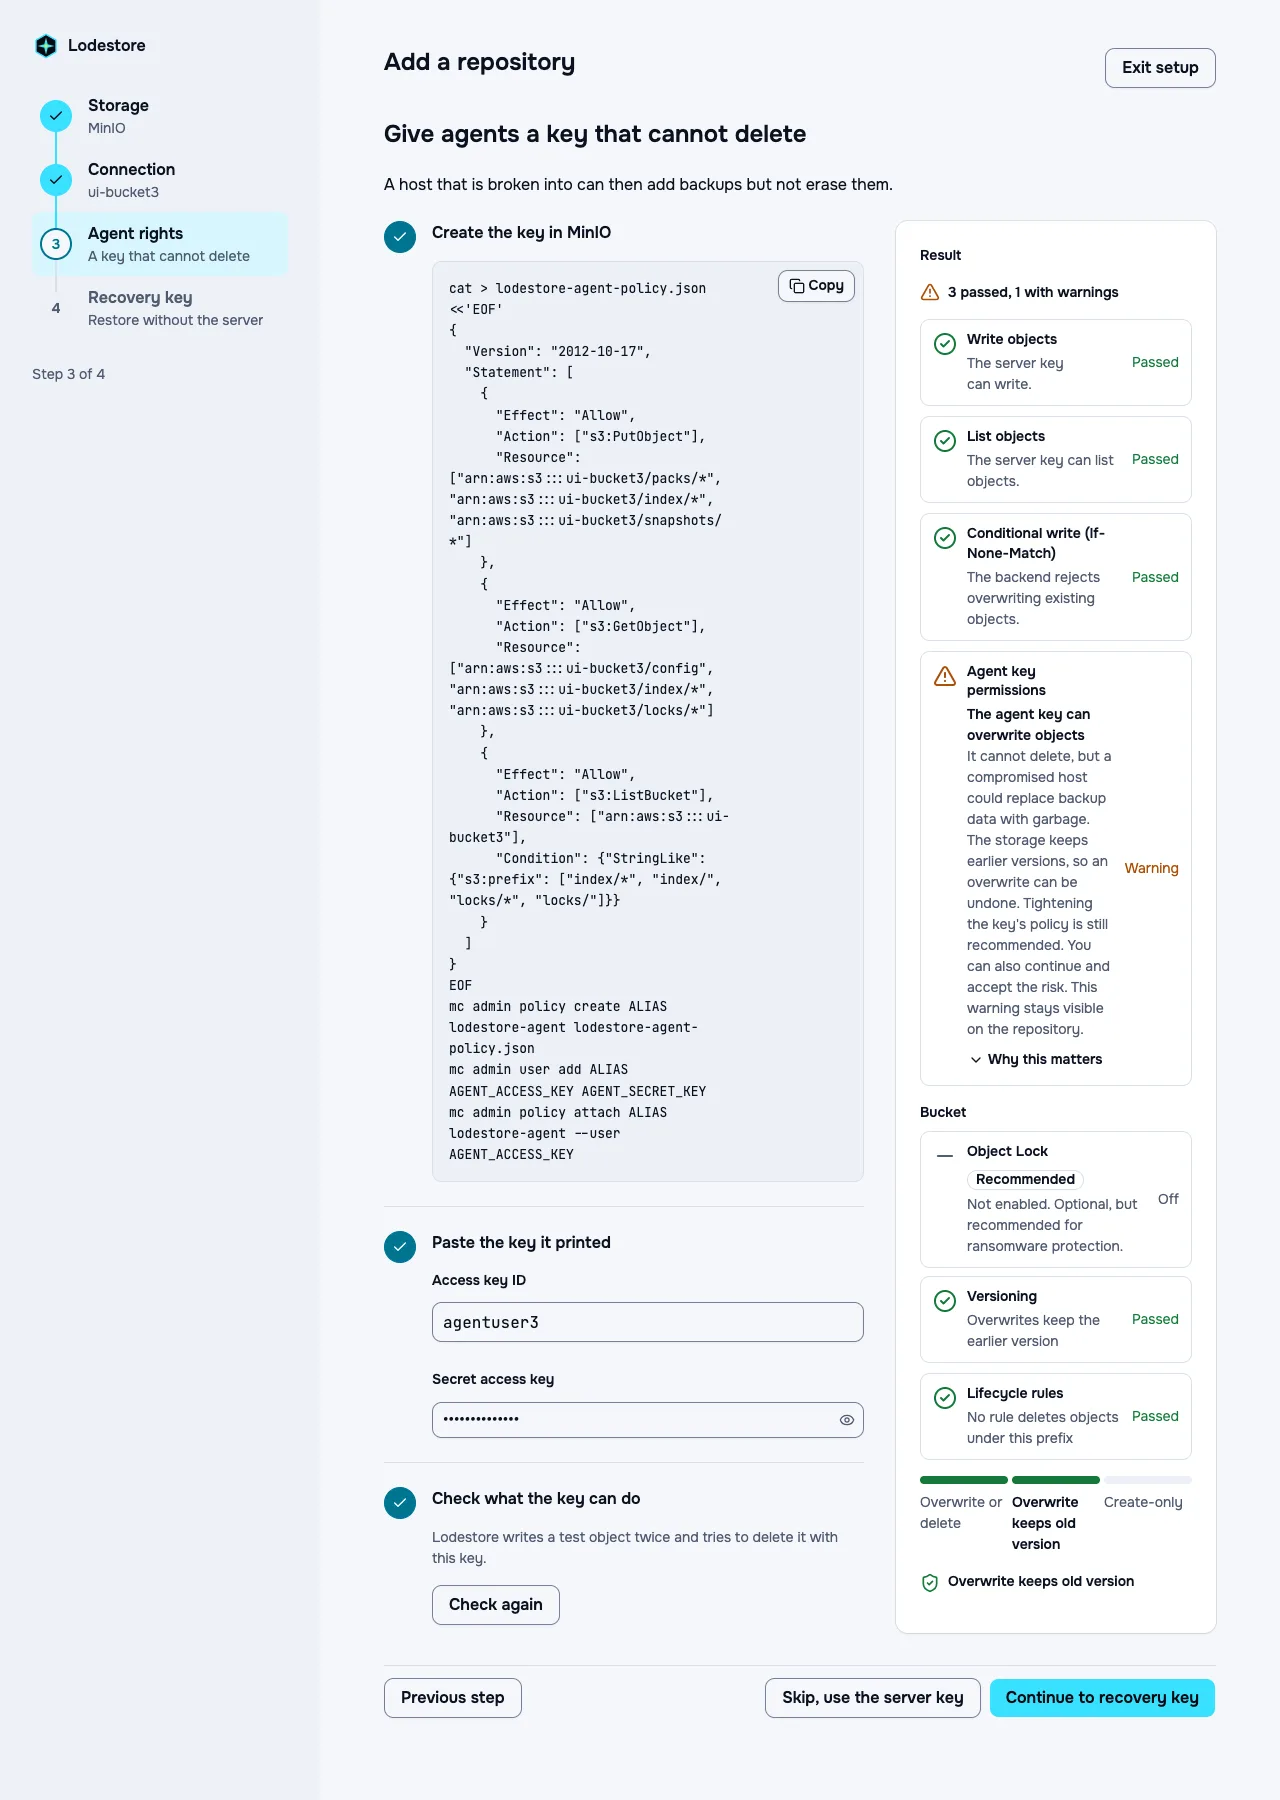 Lodestore
Storage
MinIO
Connection
ui-bucket3
3
Agent rights
A key that cannot delete
4
Recovery key
Restore without the server
Step 3 of 4
Add a repository
Exit setup
Give agents a key that cannot delete
A host that is broken into can then add backups but not erase them.
Create the key in MinIO
Copy
cat > lodestore-agent-policy.json
<<'EOF'
{
  "Version": "2012-10-17",
  "Statement": [
    {
      "Effect": "Allow",
      "Action": ["s3:PutObject"],
      "Resource":
["arn:aws:s3:::ui-bucket3/packs/*",
"arn:aws:s3:::ui-bucket3/index/*",
"arn:aws:s3:::ui-bucket3/snapshots/
*"]
    },
    {
      "Effect": "Allow",
      "Action": ["s3:GetObject"],
      "Resource":
["arn:aws:s3:::ui-bucket3/config",
"arn:aws:s3:::ui-bucket3/index/*",
"arn:aws:s3:::ui-bucket3/locks/*"]
    },
    {
      "Effect": "Allow",
      "Action": ["s3:ListBucket"],
      "Resource": ["arn:aws:s3:::ui-
bucket3"],
      "Condition": {"StringLike":
{"s3:prefix": ["index/*", "index/",
"locks/*", "locks/"]}}
    }
  ]
}
EOF
mc admin policy create ALIAS
lodestore-agent lodestore-agent-
policy.json
mc admin user add ALIAS
AGENT_ACCESS_KEY AGENT_SECRET_KEY
mc admin policy attach ALIAS
lodestore-agent --user
AGENT_ACCESS_KEY
Paste the key it printed
Access key ID
agentuser3
Secret access key
••••••••••••••
Check what the key can do
Lodestore writes a test object twice and tries to delete it with
this key.
Check again
Result
3 passed, 1 with warnings
Write objects
The server key
can write.
Passed
List objects
The server key can list
objects.
Passed
Conditional write (If-
None-Match)
The backend rejects
overwriting existing
objects.
Passed
Agent key
permissions
The agent key can
overwrite objects
It cannot delete, but a
compromised host
could replace backup
data with garbage.
The storage keeps
earlier versions, so an
overwrite can be
undone. Tightening
the key's policy is still
recommended. You
can also continue and
accept the risk. This
warning stays visible
on the repository.
Warning
Why this matters
Bucket
Object Lock
Recommended
Not enabled. Optional, but
recommended for
ransomware protection.
Off
Versioning
Overwrites keep the
earlier version
Passed
Lifecycle rules
No rule deletes objects
under this prefix
Passed
Overwrite or
delete
Overwrite
keeps old
version
Create-only
Overwrite keeps old version
Previous step
Skip, use the server key
Continue to recovery key